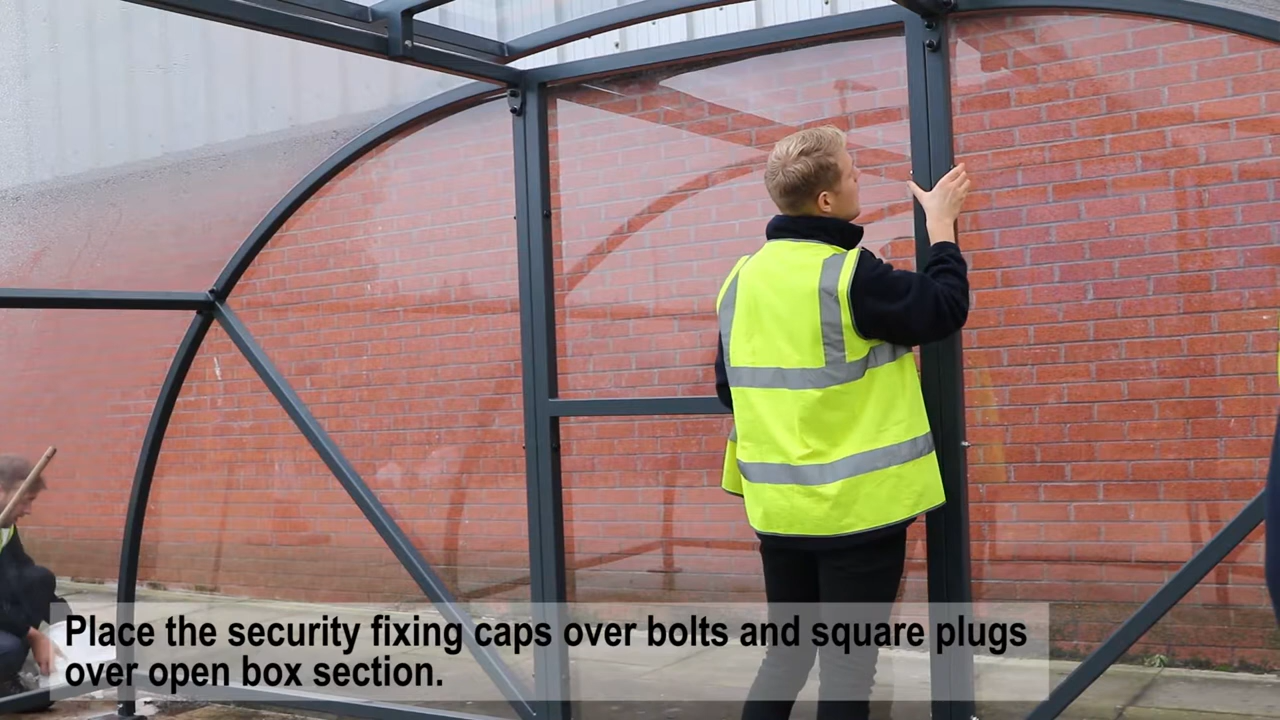 Place the security fixing caps over bolts and square plugs
over open box section.